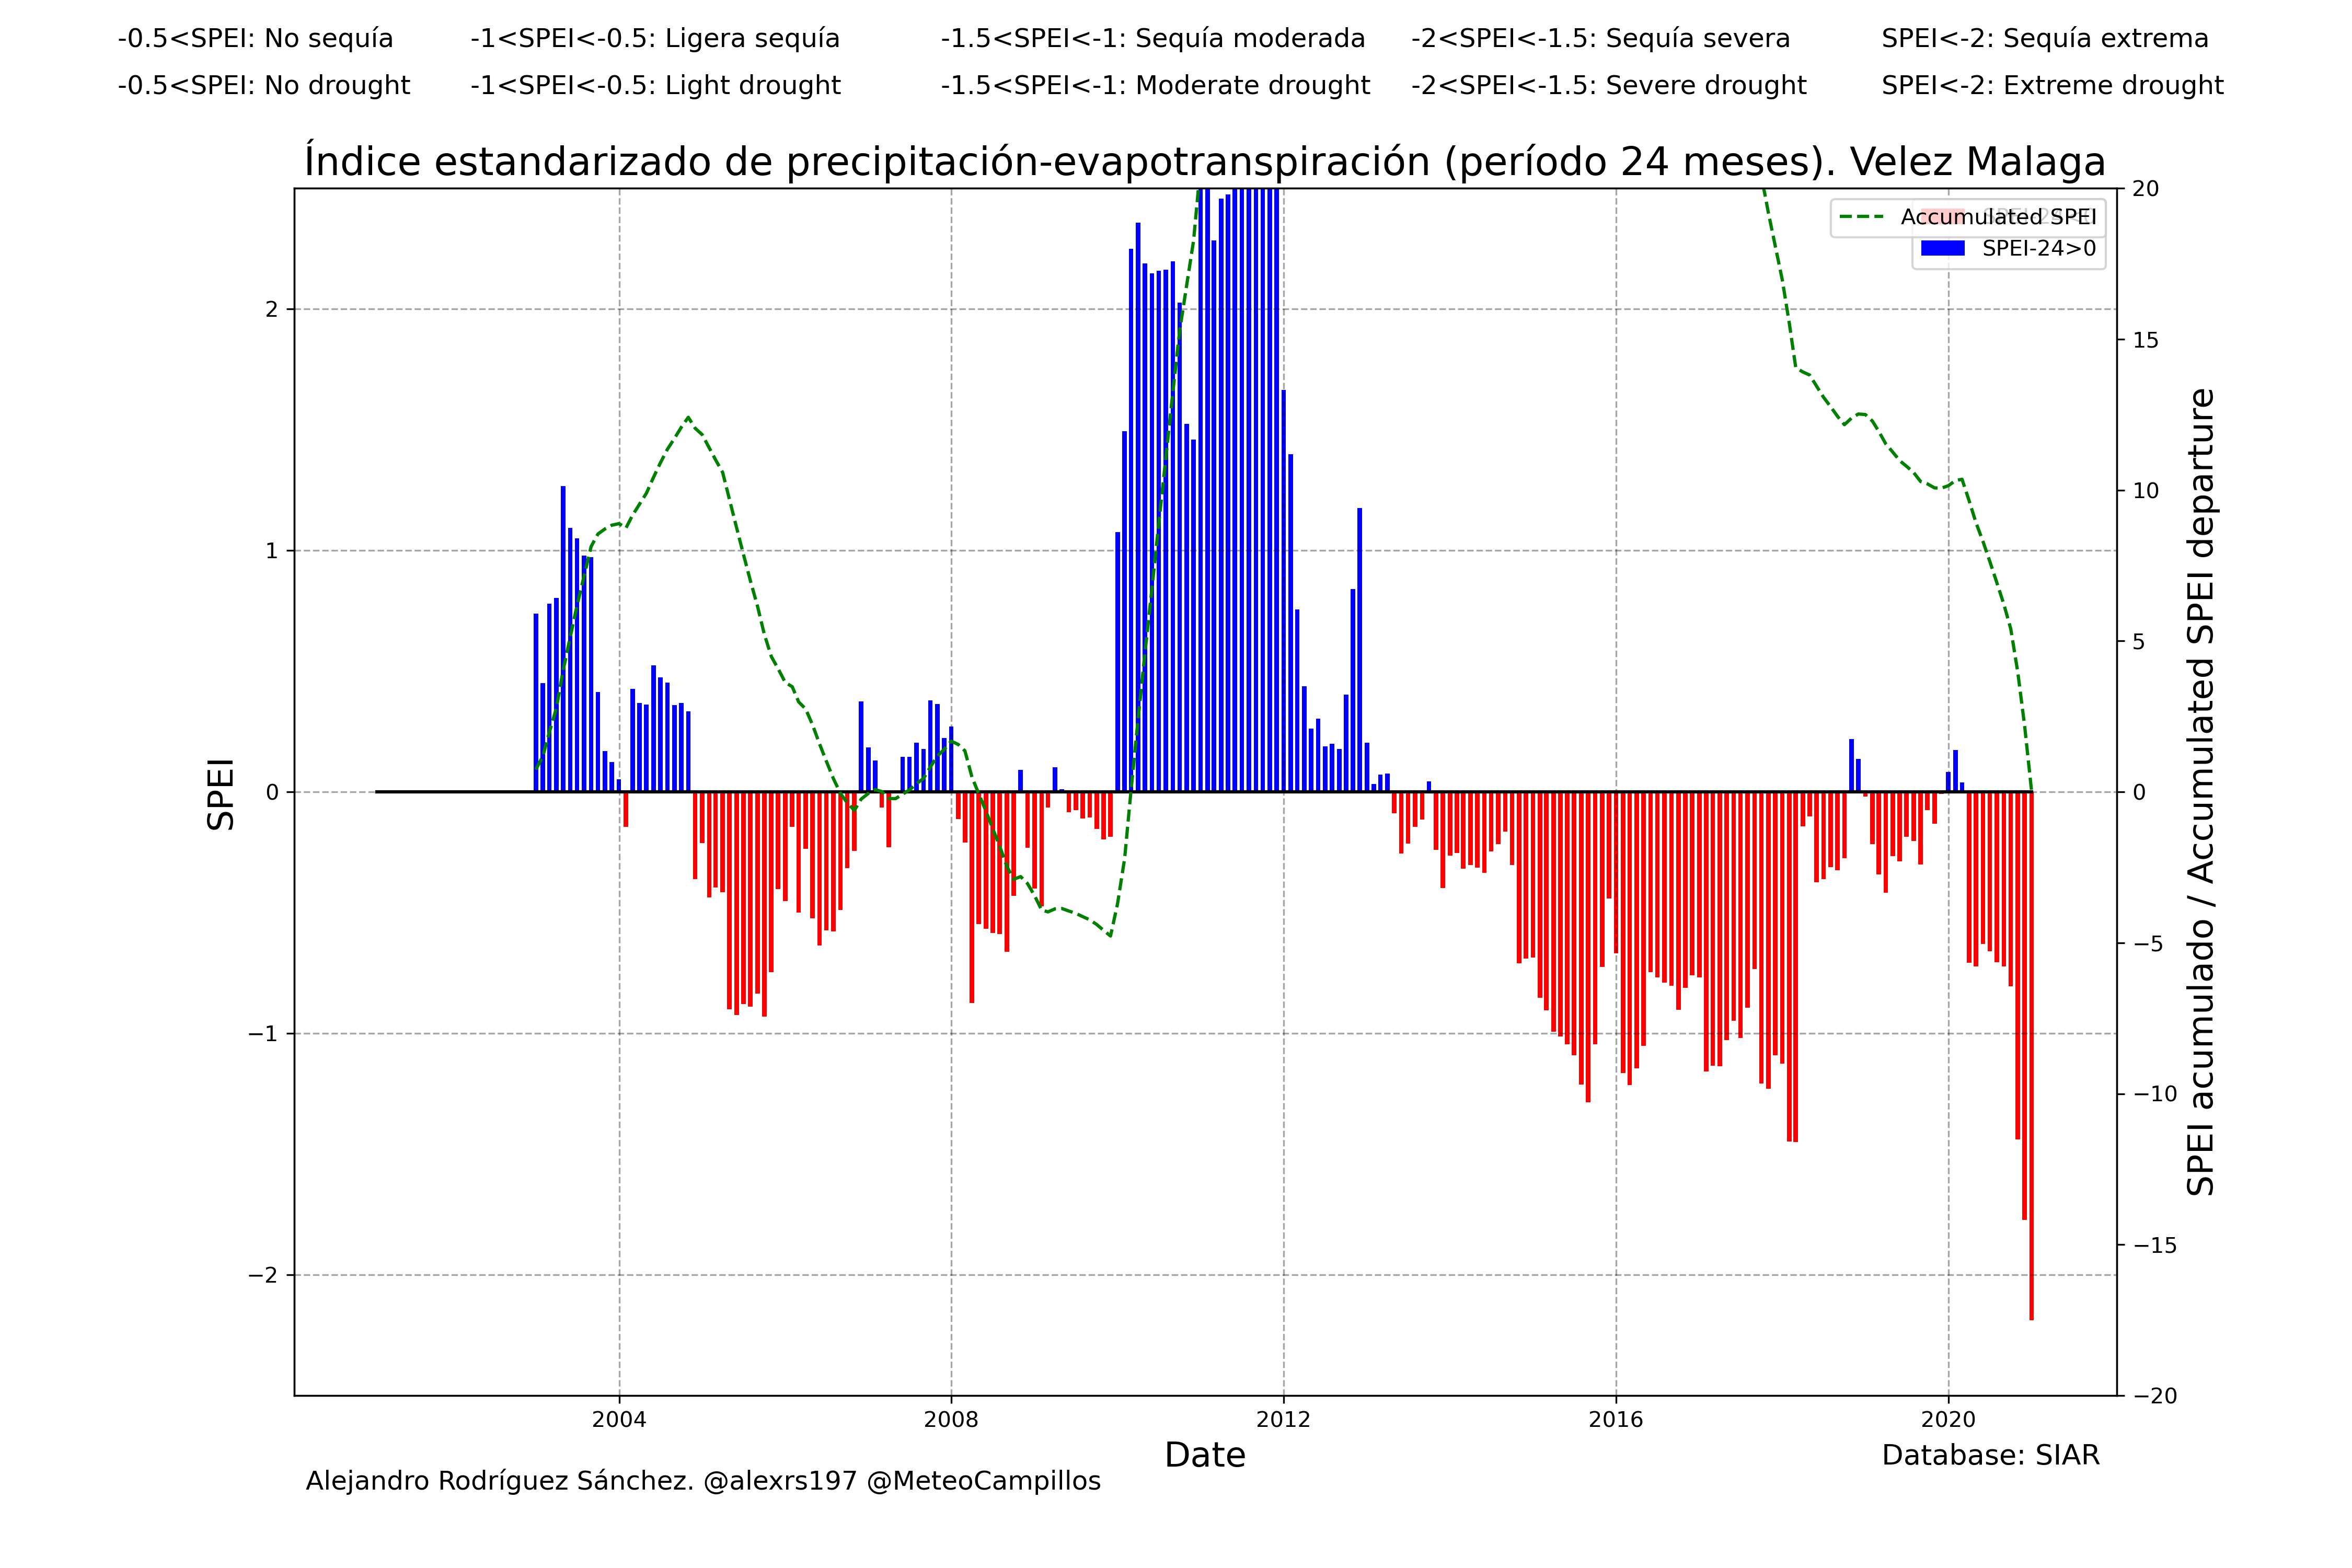 -0.5<SPEI: No sequía -1<SPEI<-0.5: Ligera sequía -1.5<SPEI<-1: Sequía moderada -2<SPEI<-1.5: Sequía severa SPEI<-2: Sequía extrema
-0.5<SPEI: No drought -1<SPEI<-0.5: Light drought -1.5<SPEI<-1: Moderate drought -2<SPEI<-1.5: Severe drought SPEI<-2: Extreme drought
Índice estandarizado de precipitación-evapotranspiración (período 24 meses). Velez Malaga
Accumulated SPEI
SPEI-24>0
SPEI
2
1
0
−1
−2
20
15
10
5
0
−5
−10
−15
−20
SPEI acumulado / Accumulated SPEI departure
2004 2008 2012 2016 2020
Date
Database: SIAR
Alejandro Rodríguez Sánchez. @alexrs197 @MeteoCampillos